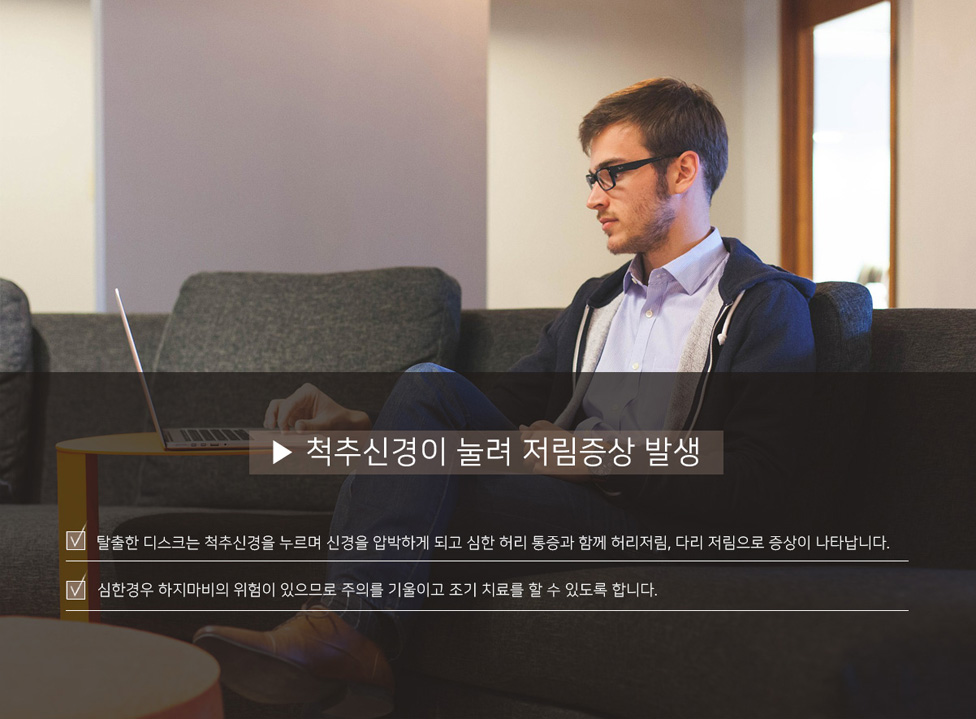 ▶ 척추신경이 눌려 저림증상 발생
탈출한 디스크는 척추신경을 누르며 신경을 압박하게 되고 심한 허리 통증과 함께 허리저림, 다리 저림으로 증상이 나타납니다.
심한경우 하지마비의 위험이 있으므로 주의를 기울이고 조기 치료를 할 수 있도록 합니다.